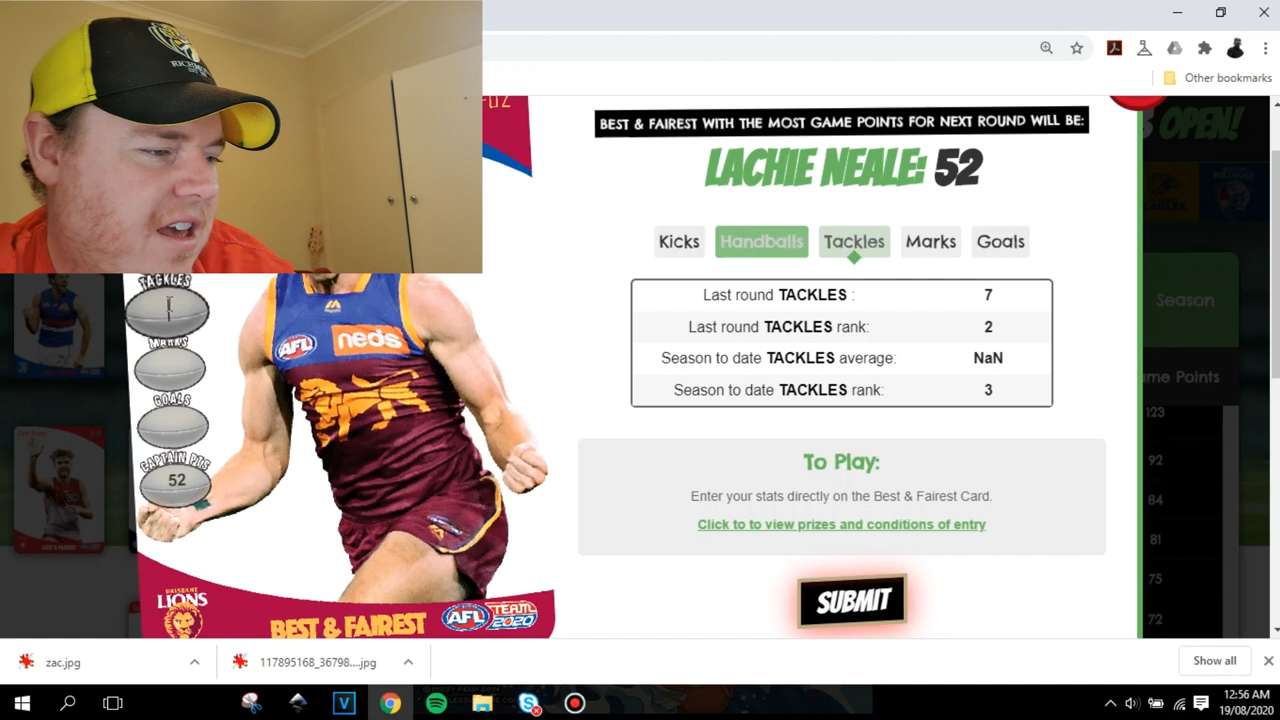 RICHMOND
Other bookmarks
BEST & FAIREST WITH THE MOST GAME POINTS FOR NEXT ROUND WILL BE:
LACHIE NEALE: 52
OPEN!
Kicks Handballs Tackles Marks Goals
TACKLES
Last round TACKLES : 7
Last round TACKLES rank: 2
Season to date TACKLES average: NaN
Season to date TACKLES rank: 3
Season
MARKS
AFL neds
GOALS
me Points
123
92
84
81
75
72
CAPTAIN PTS
52
To Play:
Enter your stats directly on the Best & Fairest Card.
Click to to view prizes and conditions of entry
SUBMIT
BRISBANE
LIONS
BEST & FAIREST
AFL TEAM
2020
zac.jpg
117895168_36798....jpg
Show all
12:56 AM
19/08/2020